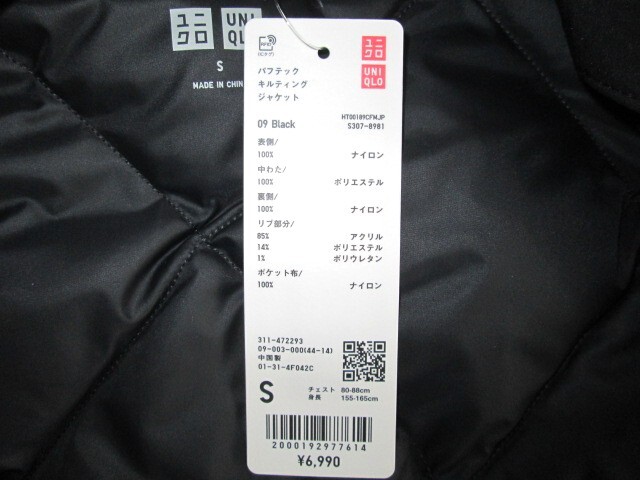 ユニ
クロ
UNI
QLO
S
MADE IN CHINA
RFID
ユニ
クロ
UNI
QLO
パフテック
キルティング
ジャケット
09 Black
HT00189CFMJP
S307-8981
表側/
100% ナイロン
中わた/
100% ポリエステル
裏側/
100% ナイロン
リブ部分/
85% アクリル
14% ポリエステル
1% ポリウレタン
ポケット布/
100% ナイロン
311-472293
09-003-000(44-14)
中国製
01-31-4F042C
S
チェスト 80-88cm
身長 155-165cm
2000192977614
¥6,990